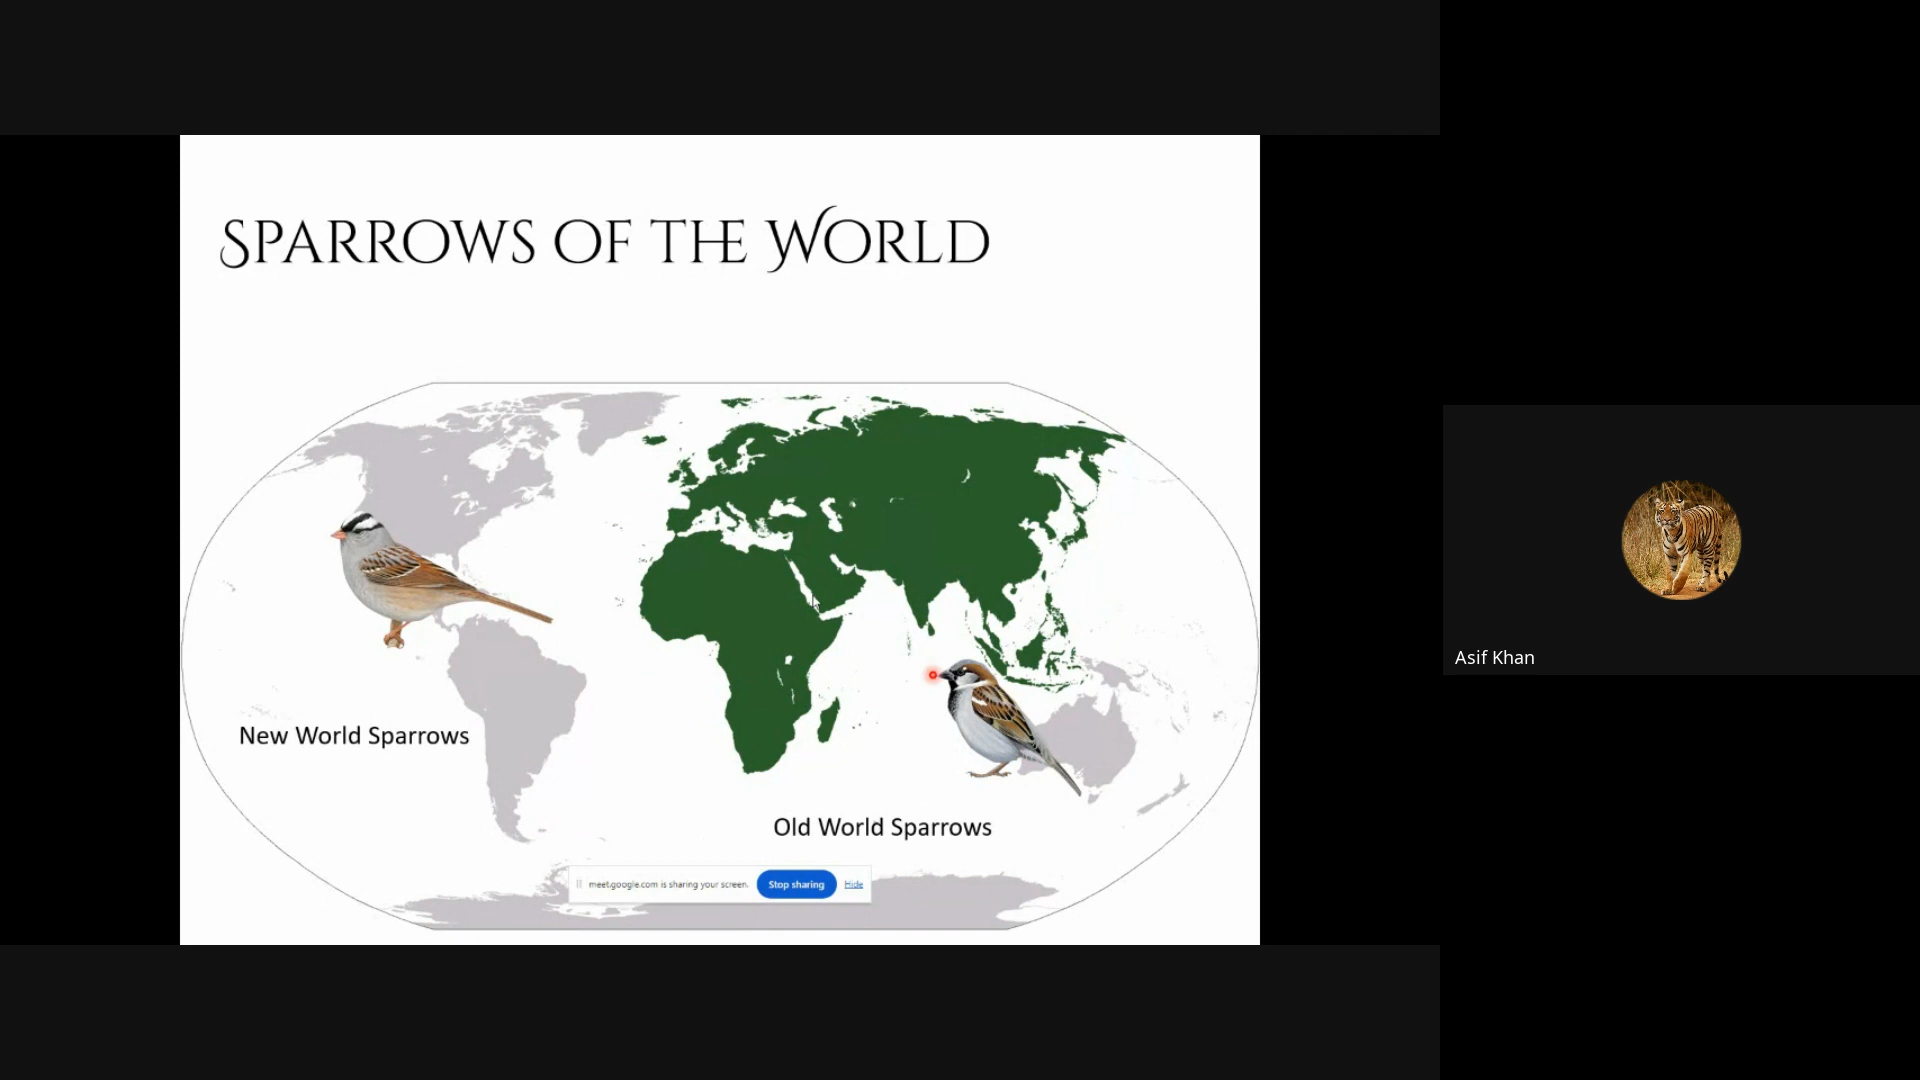 SPARROWS OF THE WORLD
New World Sparrows
Old World Sparrows
meet.google.com is sharing your screen. Stop sharing Hide
Asif Khan